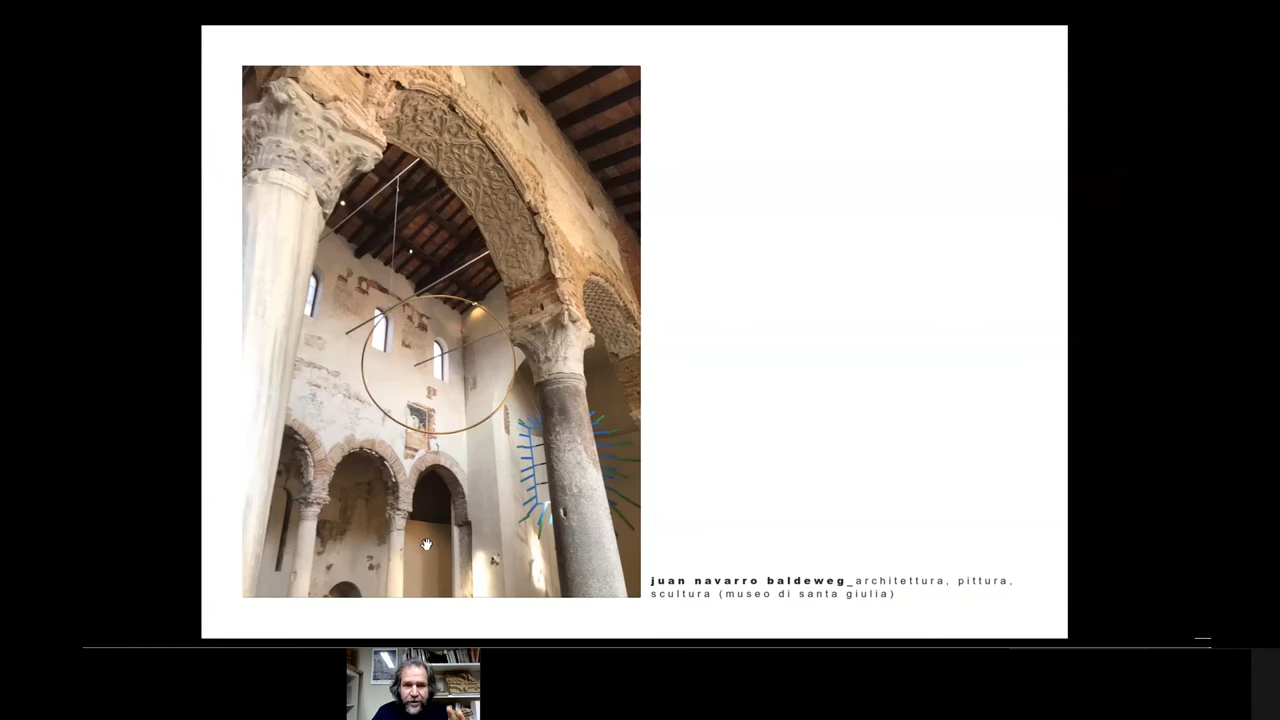 juan navarro baldeweg_architettura, pittura,
scultura (museo di santa giulia)